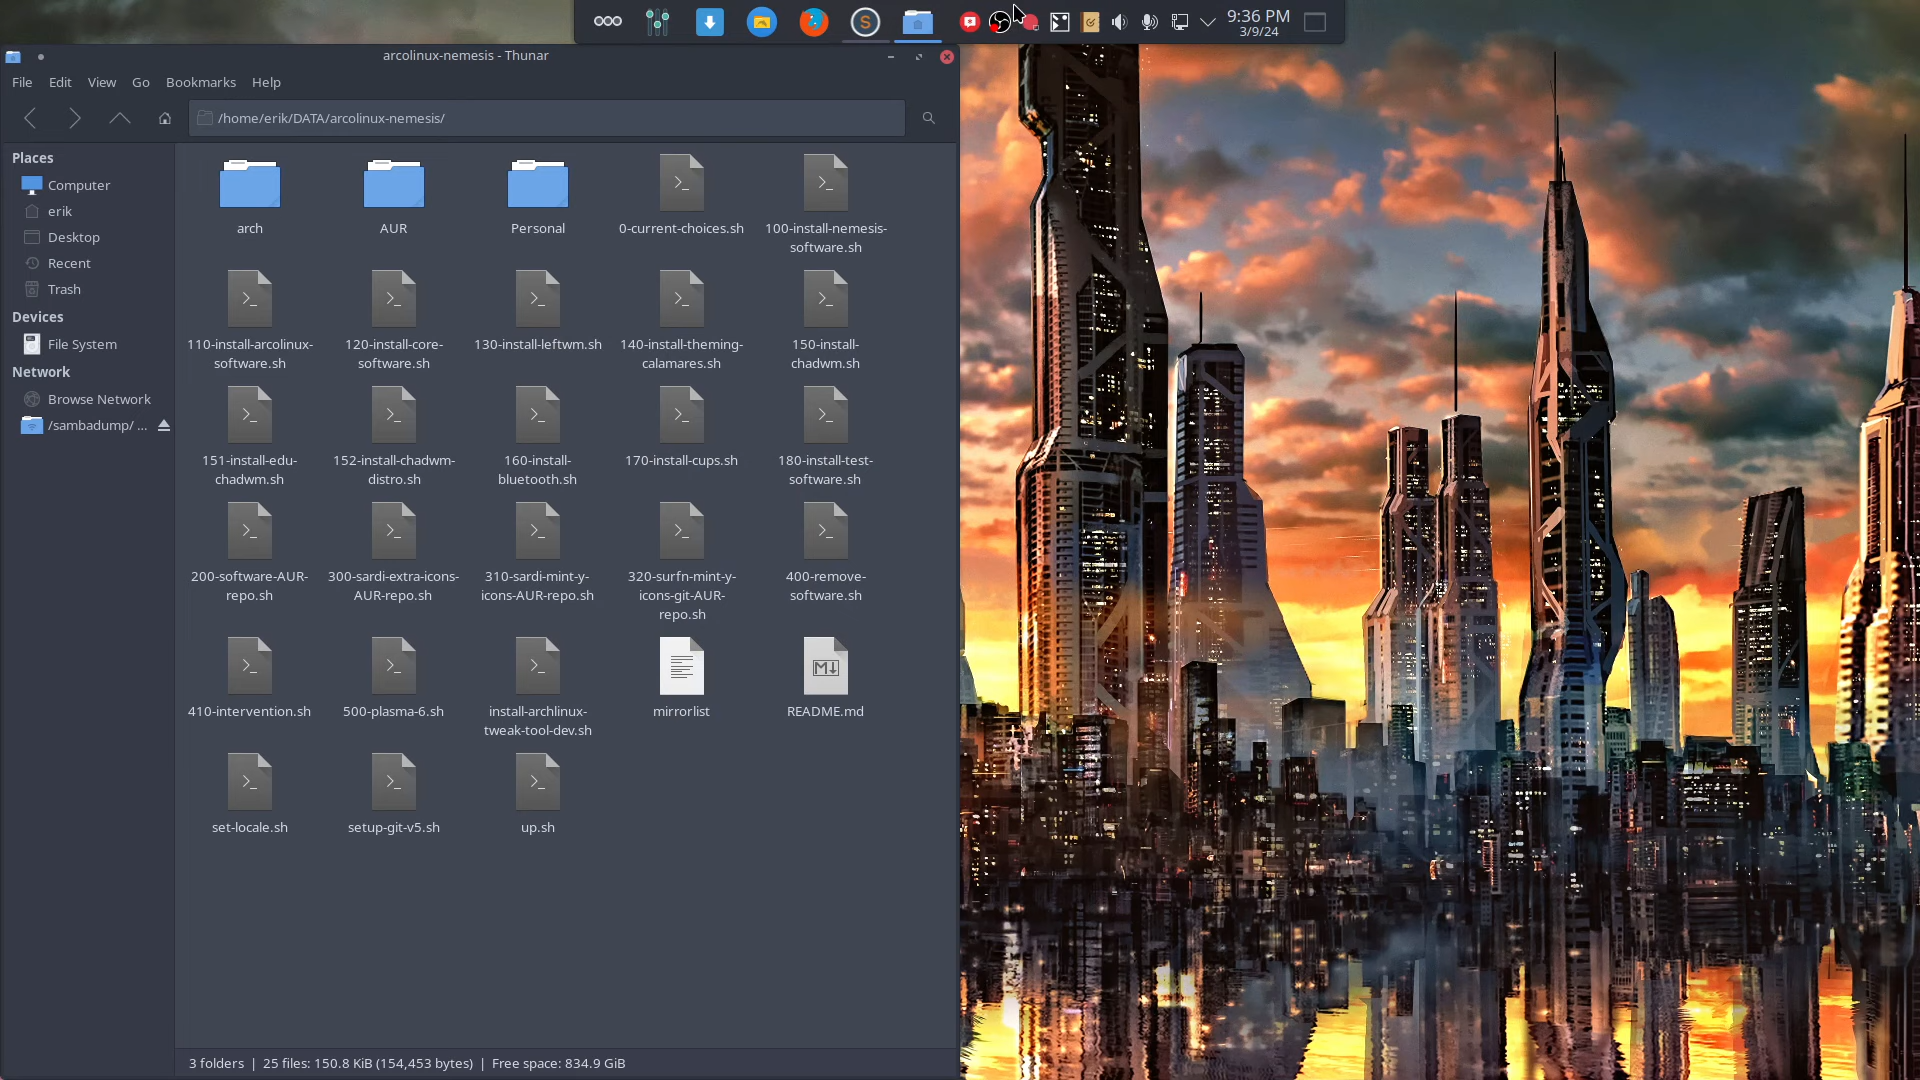 9:36 PM
3/9/24
arcolinux-nemesis - Thunar
File Edit View Go Bookmarks Help
/home/erik/DATA/arcolinux-nemesis/
Places
Computer
erik
Desktop
Recent
Trash
Devices
File System
Network
Browse Network
/sambadump/ ...
arch
AUR
Personal
0-current-choices.sh
100-install-nemesis-
software.sh
110-install-arcolinux-
software.sh
120-install-core-
software.sh
130-install-leftwm.sh
140-install-theming-
calamares.sh
150-install-
chadwm.sh
151-install-edu-
chadwm.sh
152-install-chadwm-
distro.sh
160-install-
bluetooth.sh
170-install-cups.sh
180-install-test-
software.sh
200-software-AUR-
repo.sh
300-sardi-extra-icons-
AUR-repo.sh
310-sardi-mint-y-
icons-AUR-repo.sh
320-surfn-mint-y-
icons-git-AUR-
repo.sh
400-remove-
software.sh
410-intervention.sh
500-plasma-6.sh
install-archlinux-
tweak-tool-dev.sh
mirrorlist
README.md
set-locale.sh
setup-git-v5.sh
up.sh
3 folders | 25 files: 150.8 KiB (154,453 bytes) | Free space: 834.9 GiB